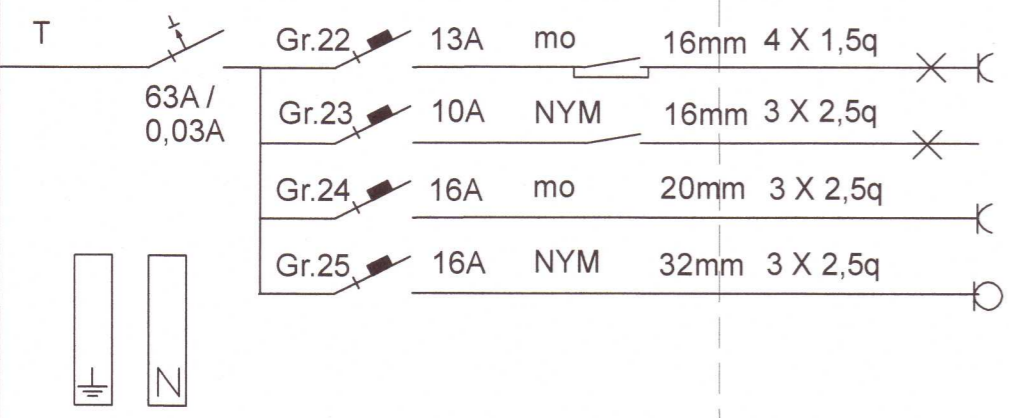 T
63A /
0,03A
Gr.22 13A mo 16mm 4 X 1,5q
Gr.23 10A NYM 16mm 3 X 2,5q
Gr.24 16A mo 20mm 3 X 2,5q
Gr.25 16A NYM 32mm 3 X 2,5q
N